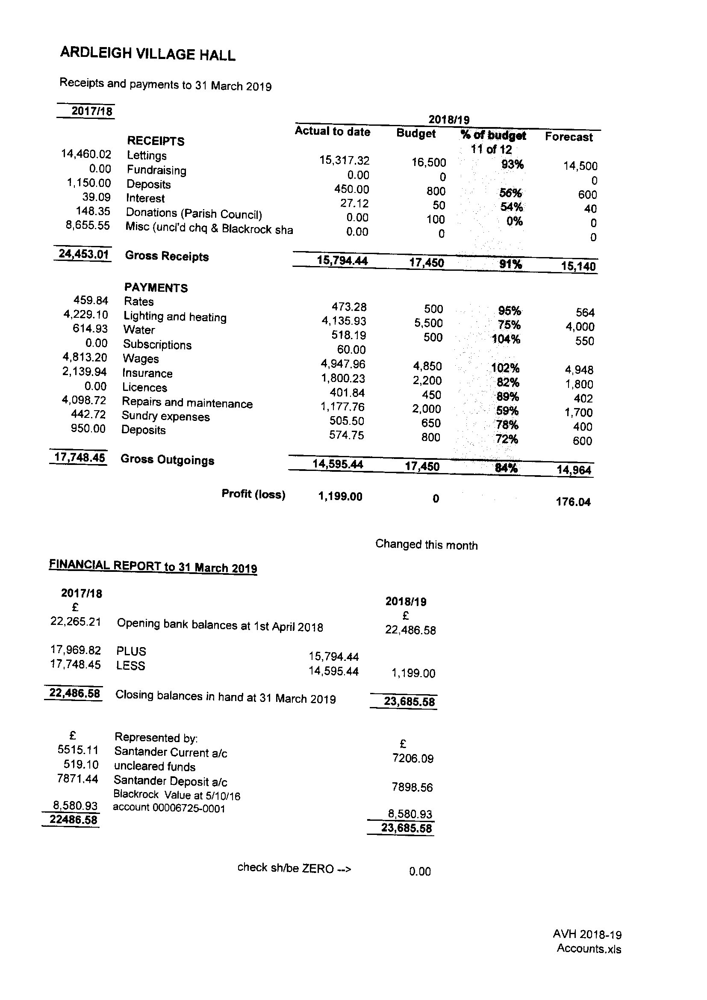 ARDLEIGH VILLAGE HALL
Receipts and payments to 31 March 2019
2017/18
2018/19
Actual to date Budget % of budget Forecast
RECEIPTS 11 of 12
14,460.02 Lettings 15,317.32 16,500 93% 14,500
0.00 Fundraising 0.00 0 0
1,150.00 Deposits 450.00 800 56% 600
39.09 Interest 27.12 50 54% 40
148.35 Donations (Parish Council) 0.00 100 0% 0
8,655.55 Misc (uncl'd chq & Blackrock sha 0.00 0 0
24,453.01 Gross Receipts 15,794.44 17,450 91% 15,140
PAYMENTS
459.84 Rates 473.28 500 95% 564
4,229.10 Lighting and heating 4,135.93 5,500 75% 4,000
614.93 Water 518.19 500 104% 550
0.00 Subscriptions 60.00
4,813.20 Wages 4,947.96 4,850 102% 4,948
2,139.94 Insurance 1,800.23 2,200 82% 1,800
0.00 Licences 401.84 450 89% 402
4,098.72 Repairs and maintenance 1,177.76 2,000 59% 1,700
442.72 Sundry expenses 505.50 650 78% 400
950.00 Deposits 574.75 800 72% 600
17,748.45 Gross Outgoings 14,595.44 17,450 84% 14,964
Profit (loss) 1,199.00 0 176.04
Changed this month
FINANCIAL REPORT to 31 March 2019
2017/18 2018/19
£ £
22,265.21 Opening bank balances at 1st April 2018 22,486.58
17,969.82 PLUS 15,794.44
17,748.45 LESS 14,595.44 1,199.00
22,486.58 Closing balances in hand at 31 March 2019 23,685.58
£ Represented by: £
5515.11 Santander Current a/c 7206.09
519.10 uncleared funds
7871.44 Santander Deposit a/c 7898.56
Blackrock Value at 5/10/16
8,580.93 account 00006725-0001 8,580.93
22486.58 23,685.58
check sh/be ZERO --> 0.00
AVH 2018-19
Accounts.xls